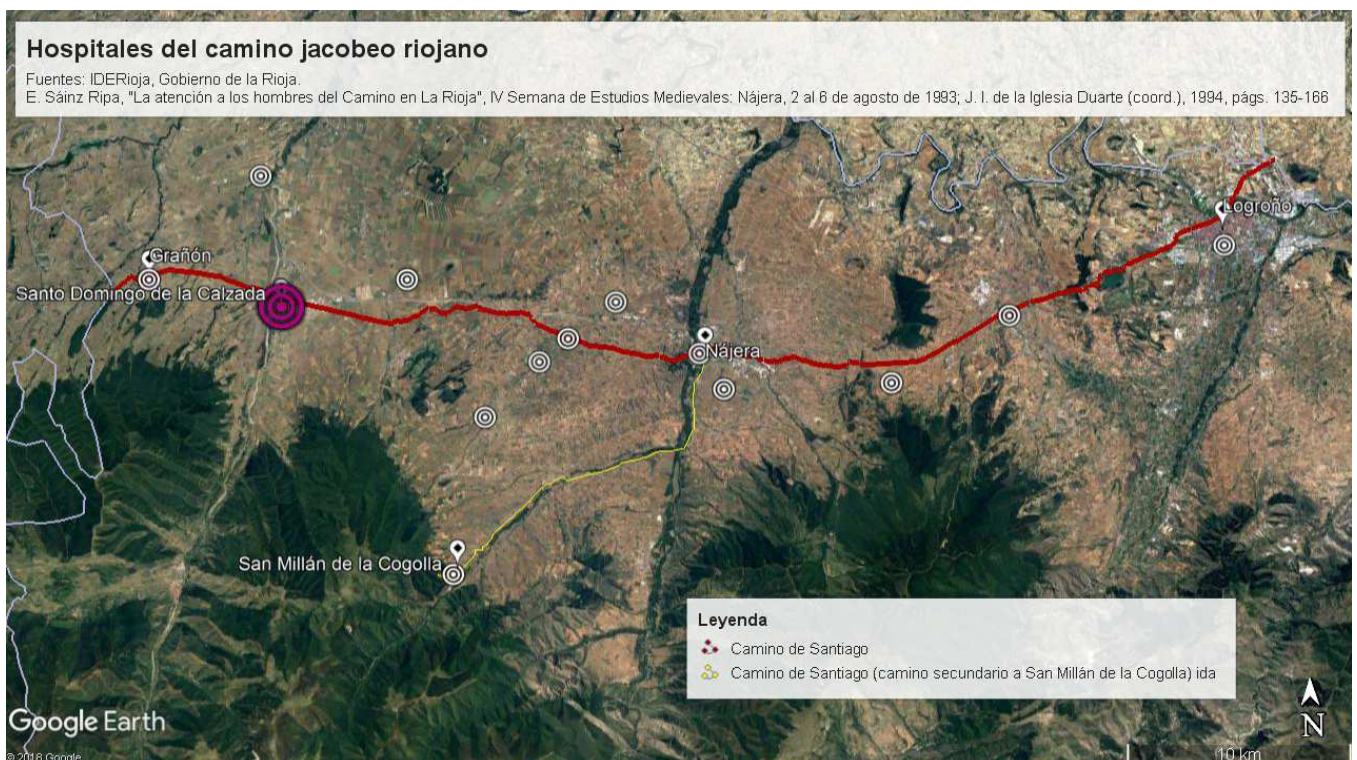 Hospitales del camino jacobeo riojano
Fuentes: IDERioja, Gobierno de la Rioja.
E. Sáinz Ripa, "La atención a los hombres del Camino en La Rioja", IV Semana de Estudios Medievales: Nájera, 2 al 6 de agosto de 1993; J. I. de la Iglesia Duarte (coord.), 1994, págs. 135-166
Logroño
Grañón
Santo Domingo de la Calzada
Nájera
San Millán de la Cogolla
Leyenda
Camino de Santiago
Camino de Santiago (camino secundario a San Millán de la Cogolla) ida
N
Google Earth
© 2018 Google
10 km